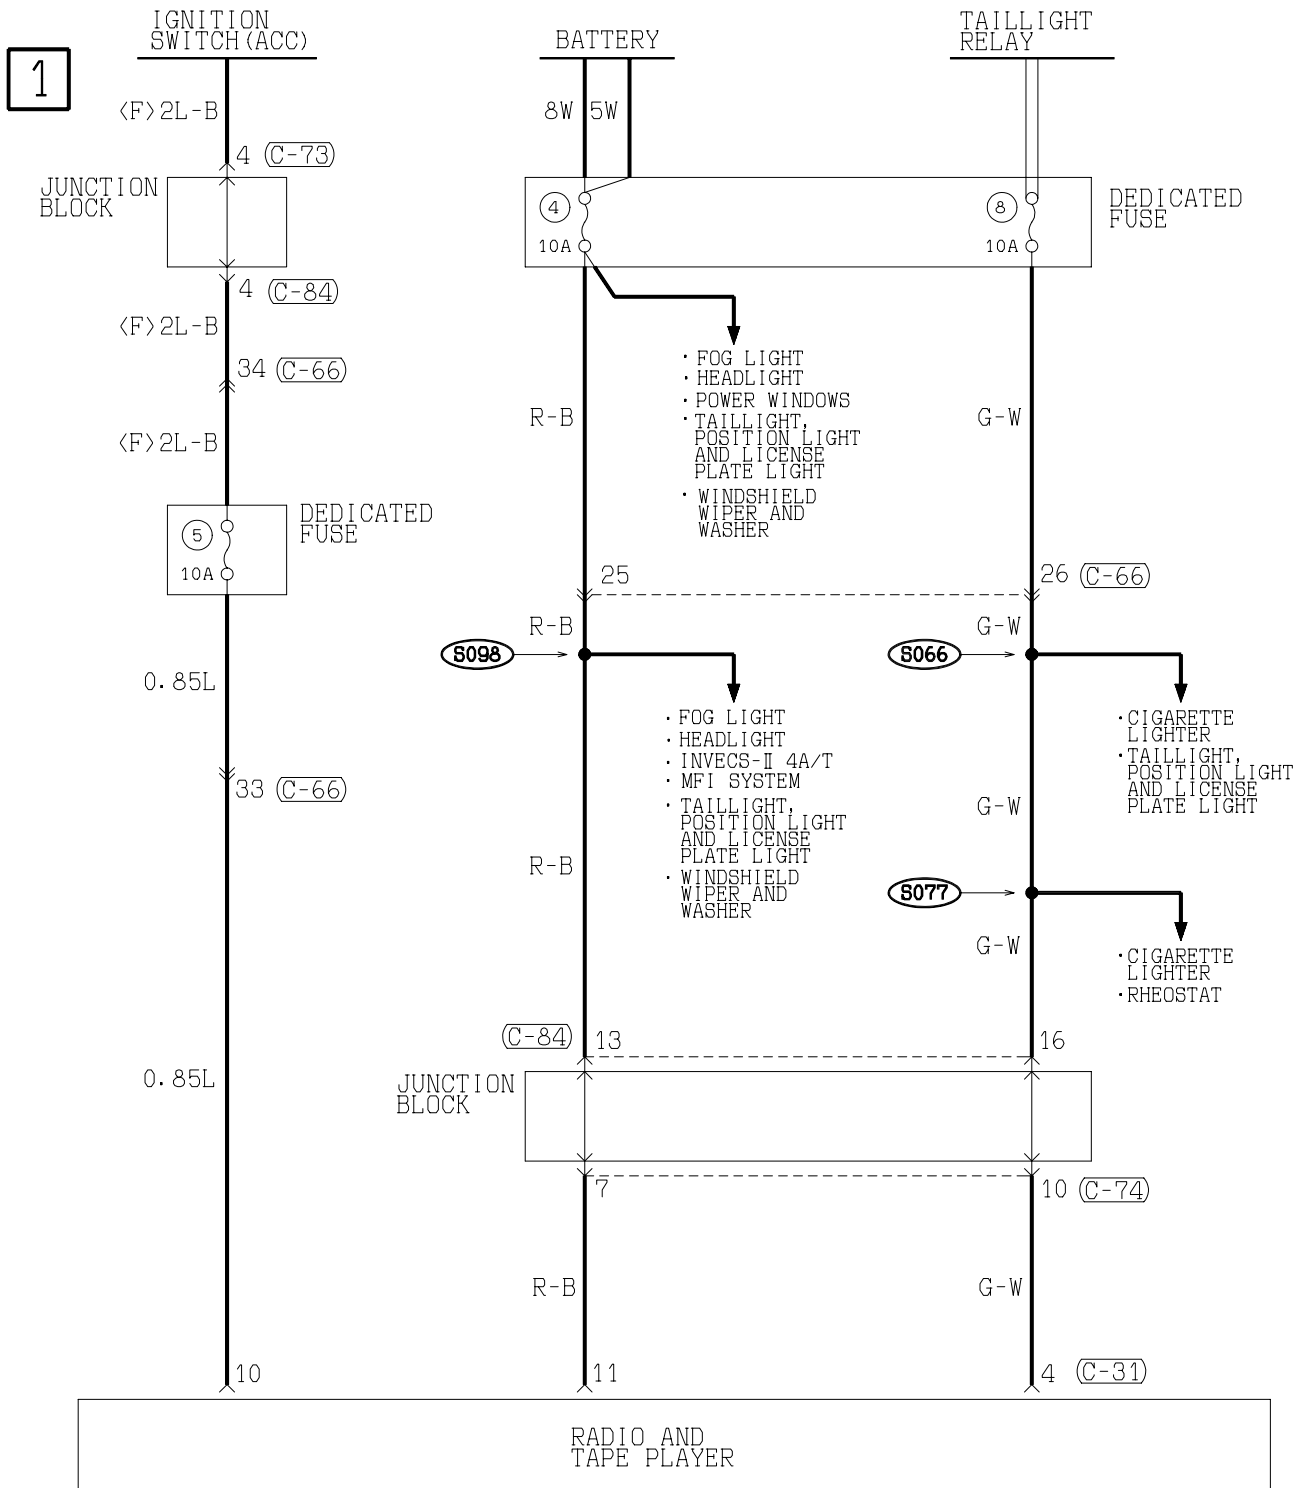 1
IGNITION
SWITCH(ACC)
<F>2L-B
4 (C-73)
JUNCTION
BLOCK
4 (C-84)
<F>2L-B
34 (C-66)
<F>2L-B
DEDICATED
FUSE
5
10A
0.85L
33 (C-66)
0.85L
10
BATTERY
8W 5W
4
10A
· FOG LIGHT
· HEADLIGHT
· POWER WINDOWS
· TAILLIGHT,
POSITION LIGHT
AND LICENSE
PLATE LIGHT
· WINDSHIELD
WIPER AND
WASHER
R-B
25
R-B
S098
· FOG LIGHT
· HEADLIGHT
· INVECS-Ⅱ 4A/T
· MFI SYSTEM
· TAILLIGHT,
POSITION LIGHT
AND LICENSE
PLATE LIGHT
· WINDSHIELD
WIPER AND
WASHER
R-B
(C-84) 13
JUNCTION
BLOCK
7
R-B
11
TAILLIGHT
RELAY
DEDICATED
FUSE
8
10A
G-W
26 (C-66)
G-W
S066
· CIGARETTE
LIGHTER
· TAILLIGHT,
POSITION LIGHT
AND LICENSE
PLATE LIGHT
G-W
S077
G-W
· CIGARETTE
LIGHTER
· RHEOSTAT
16
10 (C-74)
G-W
4 (C-31)
RADIO AND
TAPE PLAYER